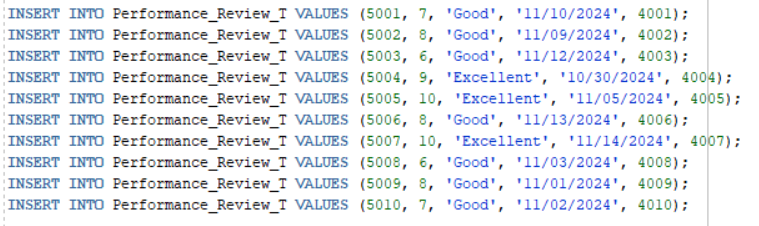 INSERT INTO Performance_Review_T VALUES (5001, 7, 'Good', '11/10/2024', 4001);
INSERT INTO Performance_Review_T VALUES (5002, 8, 'Good', '11/09/2024', 4002);
INSERT INTO Performance_Review_T VALUES (5003, 6, 'Good', '11/12/2024', 4003);
INSERT INTO Performance_Review_T VALUES (5004, 9, 'Excellent', '10/30/2024', 4004);
INSERT INTO Performance_Review_T VALUES (5005, 10, 'Excellent', '11/05/2024', 4005);
INSERT INTO Performance_Review_T VALUES (5006, 8, 'Good', '11/13/2024', 4006);
INSERT INTO Performance_Review_T VALUES (5007, 10, 'Excellent', '11/14/2024', 4007);
INSERT INTO Performance_Review_T VALUES (5008, 6, 'Good', '11/03/2024', 4008);
INSERT INTO Performance_Review_T VALUES (5009, 8, 'Good', '11/01/2024', 4009);
INSERT INTO Performance_Review_T VALUES (5010, 7, 'Good', '11/02/2024', 4010);